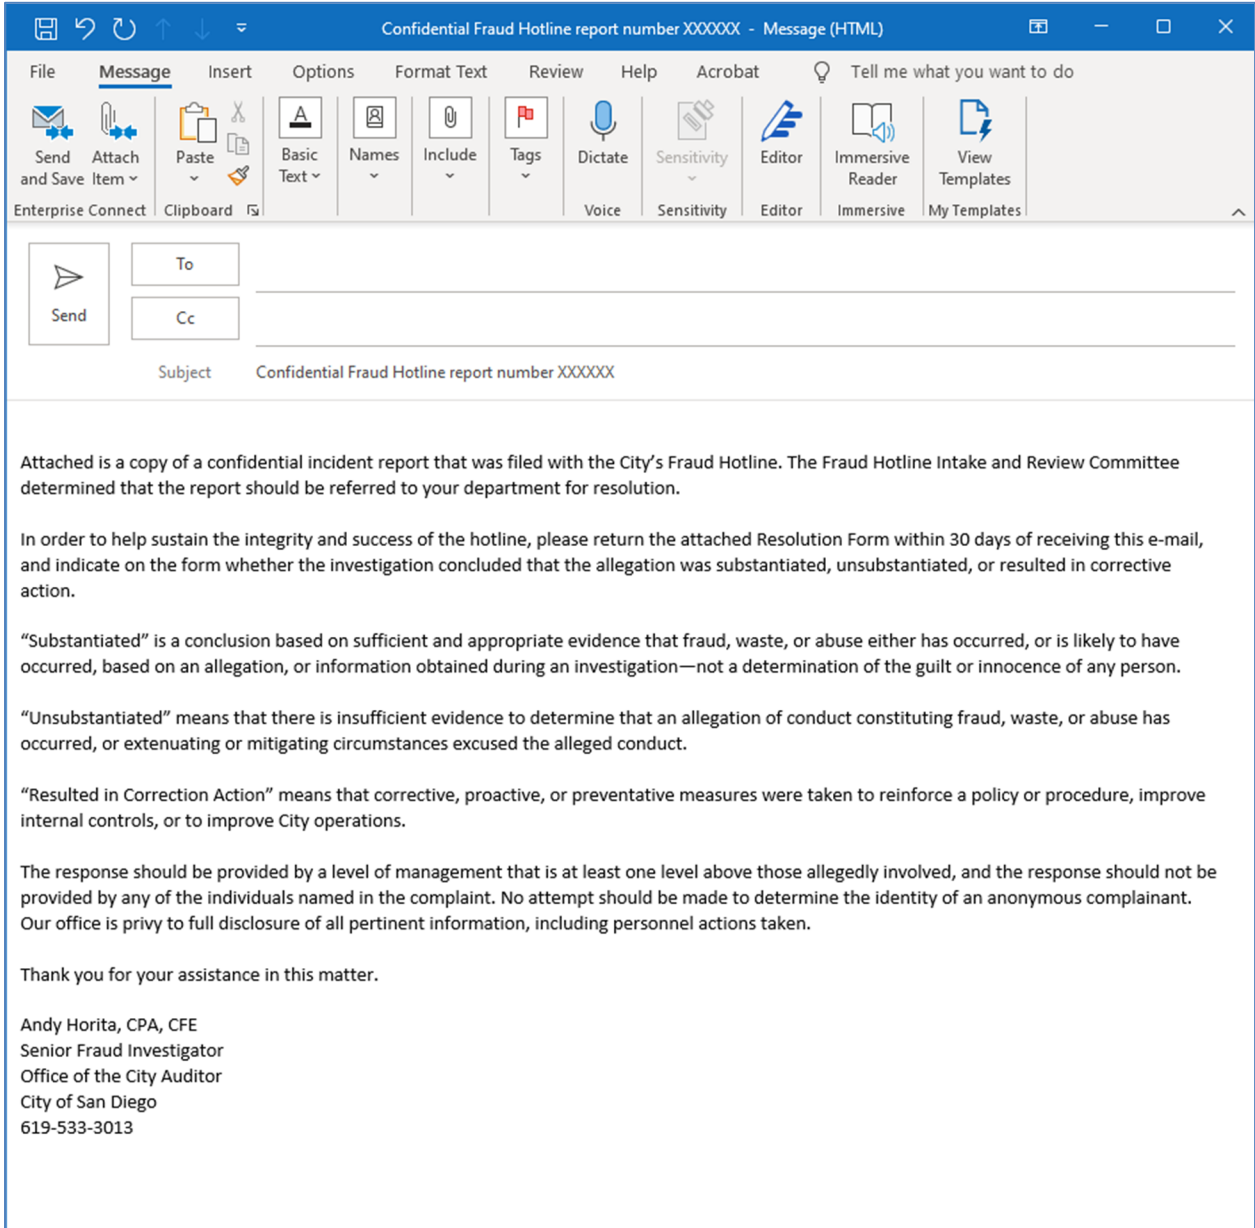 Confidential Fraud Hotline report number XXXXXX - Message (HTML)
File Message Insert Options Format Text Review Help Acrobat Tell me what you want to do
Send and Save
Attach Item
Enterprise Connect
Paste
Clipboard
Basic Text
Names
Include
Tags
Dictate
Voice
Sensitivity
Sensitivity
Editor
Editor
Immersive Reader
Immersive
View Templates
My Templates
Send
To
Cc
Subject Confidential Fraud Hotline report number XXXXXX
Attached is a copy of a confidential incident report that was filed with the City’s Fraud Hotline. The Fraud Hotline Intake and Review Committee
determined that the report should be referred to your department for resolution.
In order to help sustain the integrity and success of the hotline, please return the attached Resolution Form within 30 days of receiving this e-mail,
and indicate on the form whether the investigation concluded that the allegation was substantiated, unsubstantiated, or resulted in corrective
action.
“Substantiated” is a conclusion based on sufficient and appropriate evidence that fraud, waste, or abuse either has occurred, or is likely to have
occurred, based on an allegation, or information obtained during an investigation—not a determination of the guilt or innocence of any person.
“Unsubstantiated” means that there is insufficient evidence to determine that an allegation of conduct constituting fraud, waste, or abuse has
occurred, or extenuating or mitigating circumstances excused the alleged conduct.
“Resulted in Correction Action” means that corrective, proactive, or preventative measures were taken to reinforce a policy or procedure, improve
internal controls, or to improve City operations.
The response should be provided by a level of management that is at least one level above those allegedly involved, and the response should not be
provided by any of the individuals named in the complaint. No attempt should be made to determine the identity of an anonymous complainant.
Our office is privy to full disclosure of all pertinent information, including personnel actions taken.
Thank you for your assistance in this matter.
Andy Horita, CPA, CFE
Senior Fraud Investigator
Office of the City Auditor
City of San Diego
619-533-3013